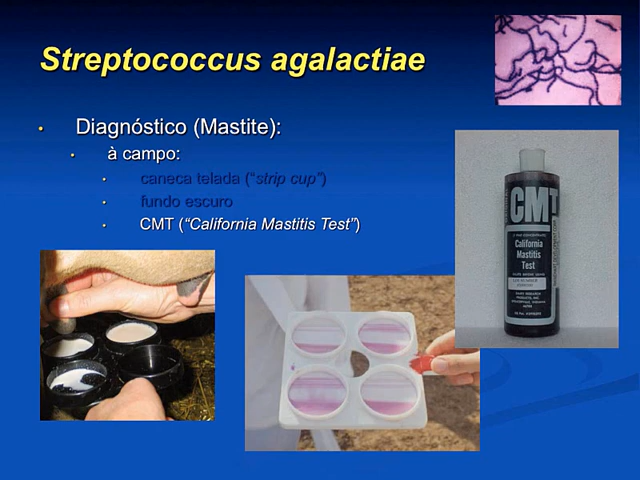 Streptococcus agalactiae
• Diagnóstico (Mastite):
• à campo:
• caneca telada (“strip cup”)
• fundo escuro
• CMT (“California Mastitis Test”)
CMT
California
Mastitis
Test